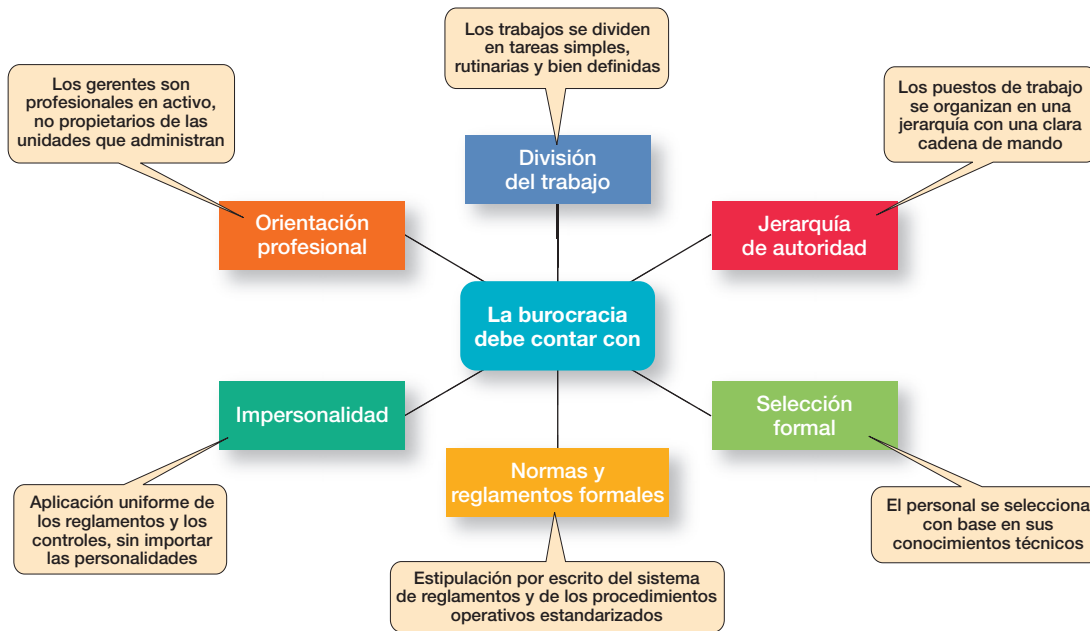 Los trabajos se dividen
en tareas simples,
rutinarias y bien definidas
Los gerentes son
profesionales en activo,
no propietarios de las
unidades que administran
Los puestos de trabajo
se organizan en una
jerarquía con una clara
cadena de mando
División
del trabajo
Orientación
profesional
Jerarquía
de autoridad
La burocracia
debe contar con
Impersonalidad
Selección
formal
Normas y
reglamentos formales
Aplicación uniforme de
los reglamentos y los
controles, sin importar
las personalidades
El personal se selecciona
con base en sus
conocimientos técnicos
Estipulación por escrito del sistema
de reglamentos y de los procedimientos
operativos estandarizados